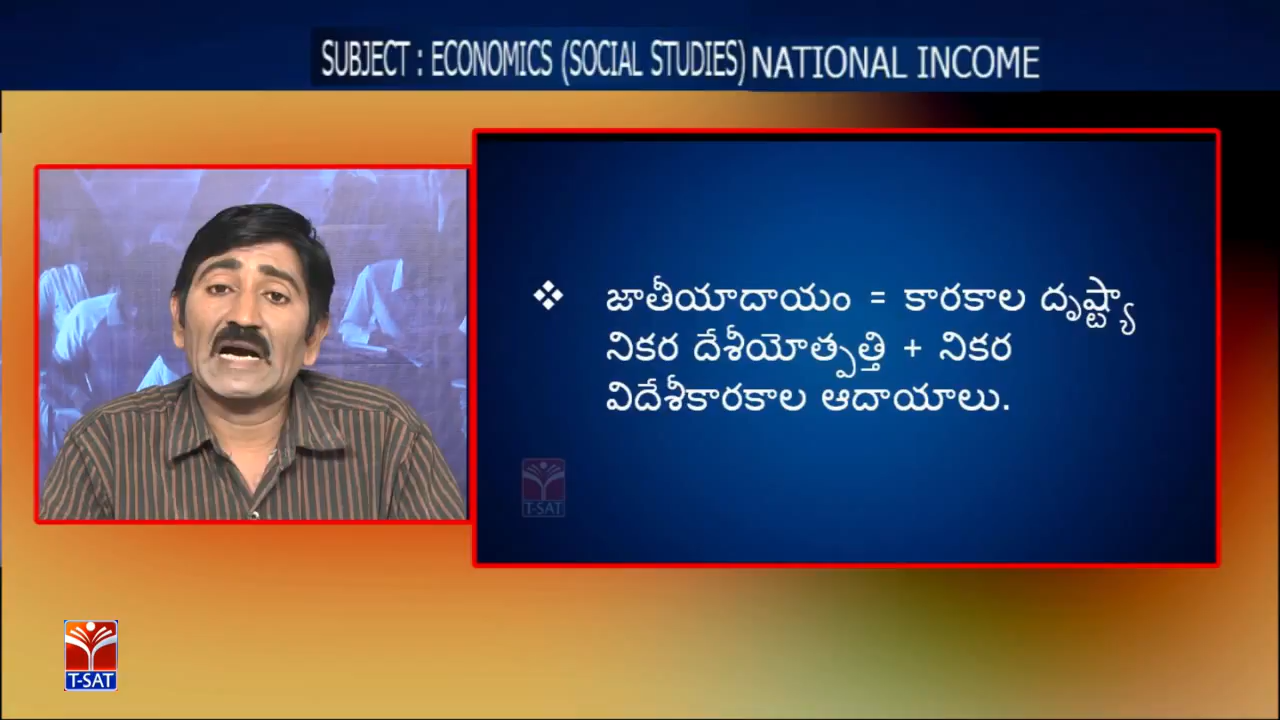 SUBJECT : ECONOMICS (SOCIAL STUDIES) NATIONAL INCOME
❖ జాతీయాదాయం = కారకాల దృష్ట్యా
నికర దేశీయోత్పత్తి + నికర
విదేశీకారకాల ఆదాయాలు.
T-SAT
T-SAT